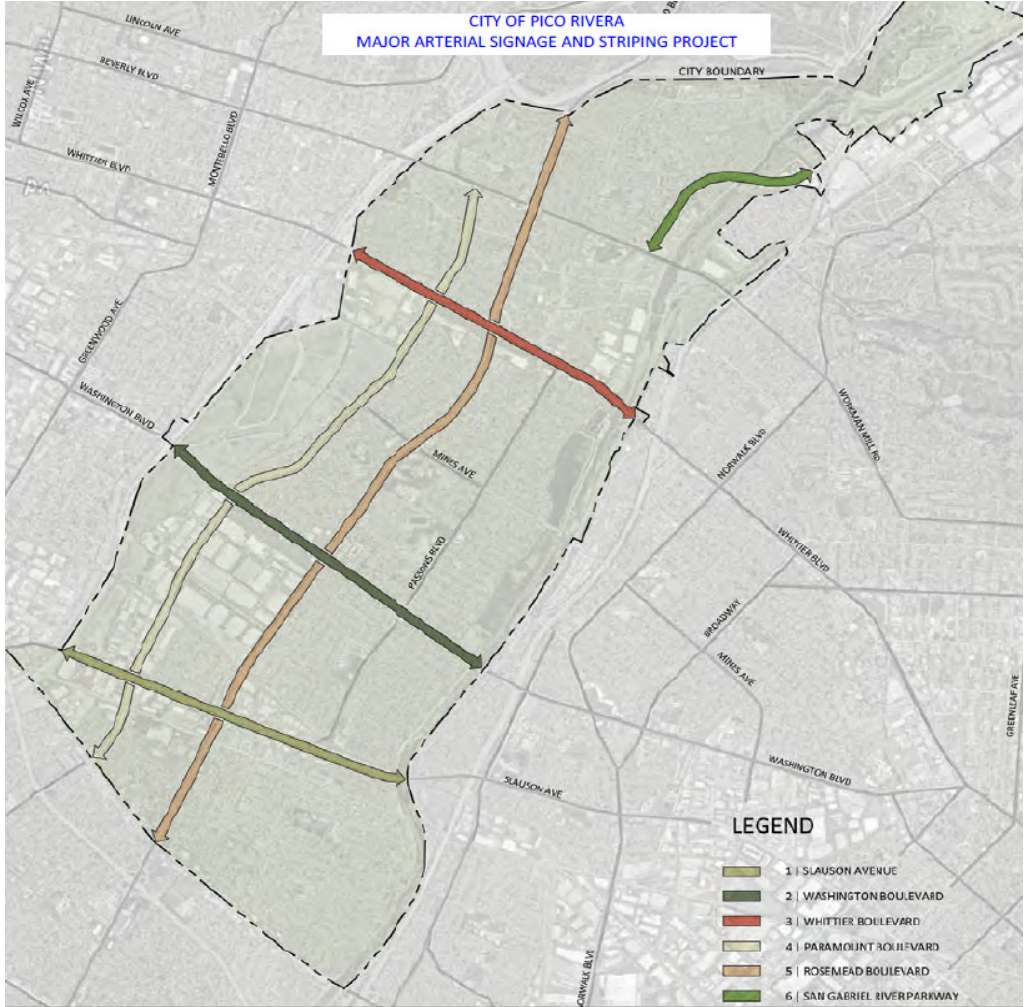 CITY OF PICO RIVERA
MAJOR ARTERIAL SIGNAGE AND STRIPING PROJECT
LINCOLN AVE
BEVERLY BLVD
CITY BOUNDARY
WILCOX AVE
MONTEBELLO BLVD
WHITTIER BLVD
GREENWOOD AVE
WASHINGTON BLVD
MINES AVE
PASSONS BLVD
NORWALK BLVD
WORKMAN MILL RD
WHITTIER BLVD
BROADWAY
MINES AVE
GREENLEAF AVE
WASHINGTON BLVD
SLAUSON AVE
LEGEND
1 | SLAUSON AVENUE
2 | WASHINGTON BOULEVARD
3 | WHITTIER BOULEVARD
4 | PARAMOUNT BOULEVARD
5 | ROSEMEAD BOULEVARD
6 | SAN GABRIEL RIVER PARKWAY
NORWALK BLVD